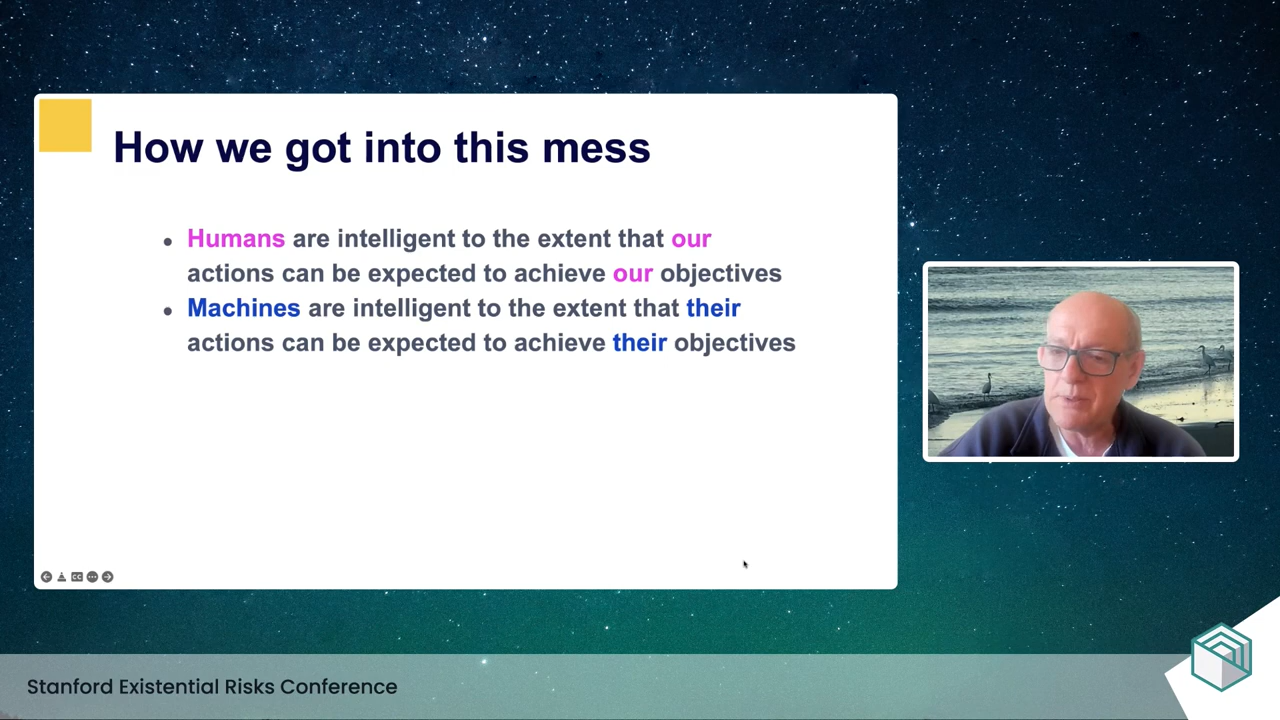 How we got into this mess
• Humans are intelligent to the extent that our
actions can be expected to achieve our objectives
• Machines are intelligent to the extent that their
actions can be expected to achieve their objectives
CC
Stanford Existential Risks Conference